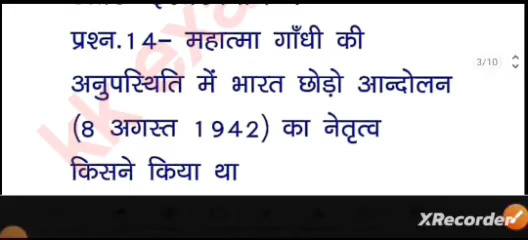 प्रश्न.14- महात्मा गाँधी की
3/10
अनुपस्थिति में भारत छोड़ो आन्दोलन
(8 अगस्त 1942) का नेतृत्व
किसने किया था
XRecorder